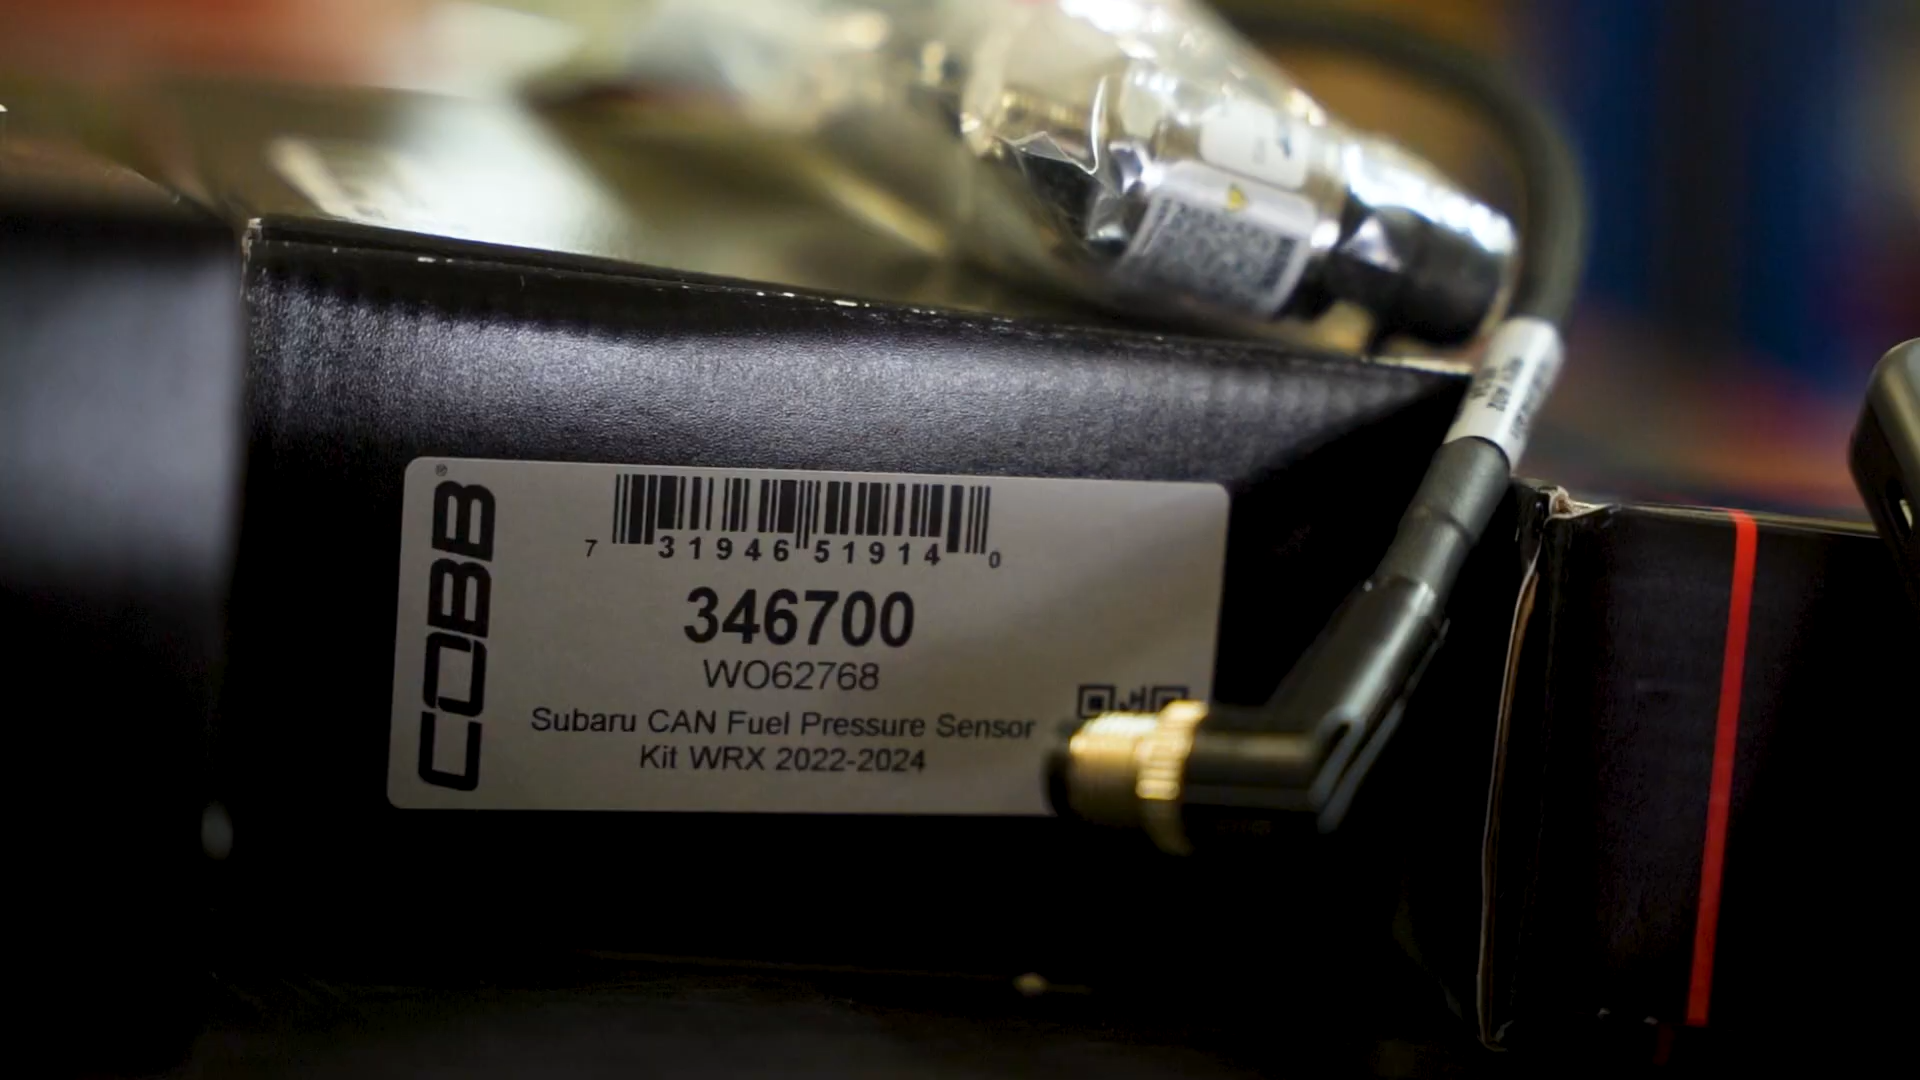 COBB®
7 31946 51914 0
346700
WO62768
Subaru CAN Fuel Pressure Sensor
Kit WRX 2022-2024